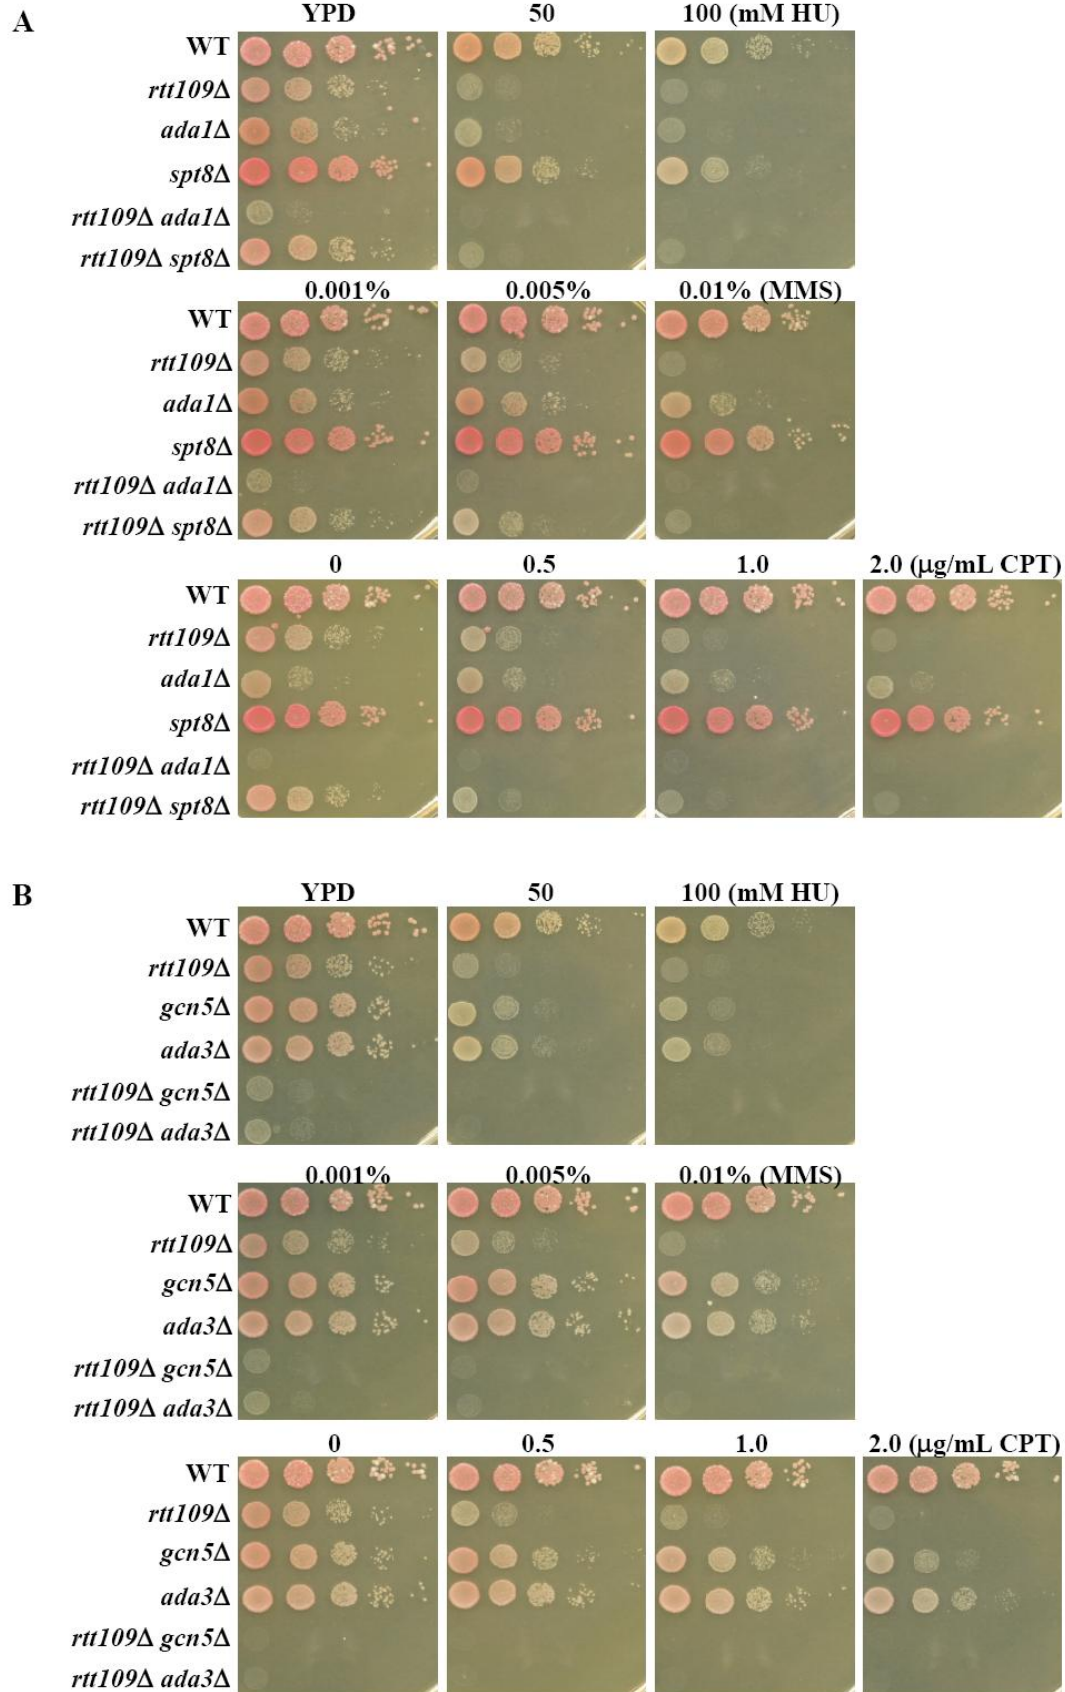 A
YPD 50 100 (mM HU)
WT
rtt109Δ
ada1Δ
spt8Δ
rtt109Δ ada1Δ
rtt109Δ spt8Δ
0.001% 0.005% 0.01% (MMS)
WT
rtt109Δ
ada1Δ
spt8Δ
rtt109Δ ada1Δ
rtt109Δ spt8Δ
0 0.5 1.0 2.0 (μg/mL CPT)
WT
rtt109Δ
ada1Δ
spt8Δ
rtt109Δ ada1Δ
rtt109Δ spt8Δ
B
YPD 50 100 (mM HU)
WT
rtt109Δ
gcn5Δ
ada3Δ
rtt109Δ gcn5Δ
rtt109Δ ada3Δ
0.001% 0.005% 0.01% (MMS)
WT
rtt109Δ
gcn5Δ
ada3Δ
rtt109Δ gcn5Δ
rtt109Δ ada3Δ
0 0.5 1.0 2.0 (μg/mL CPT)
WT
rtt109Δ
gcn5Δ
ada3Δ
rtt109Δ gcn5Δ
rtt109Δ ada3Δ